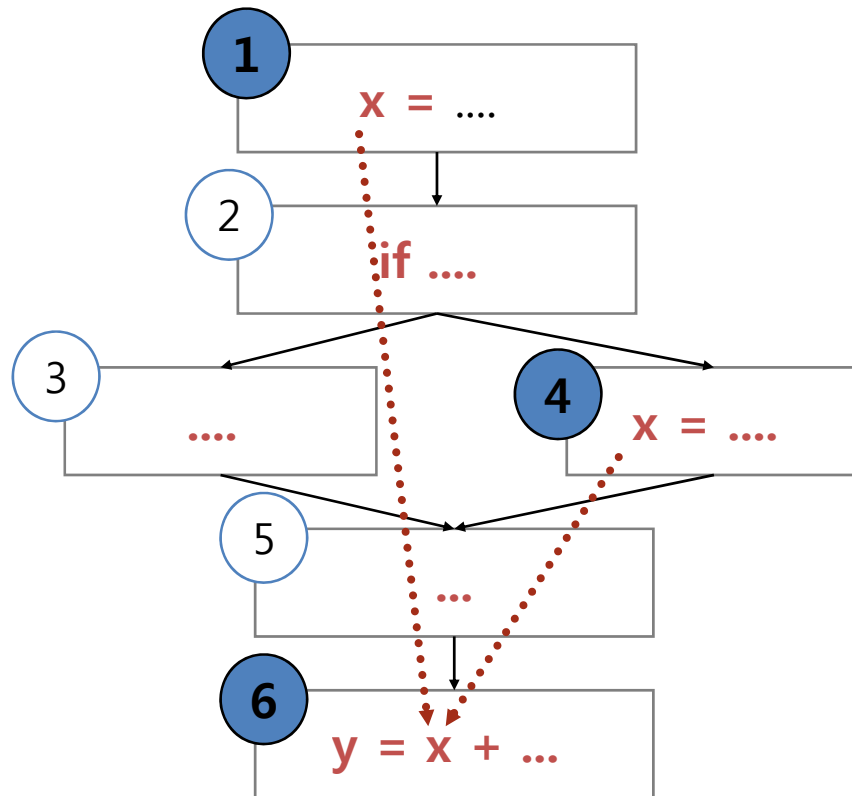 1
x = ....
2
if ....
3
....
4
x = ....
5
...
6
y = x + ...